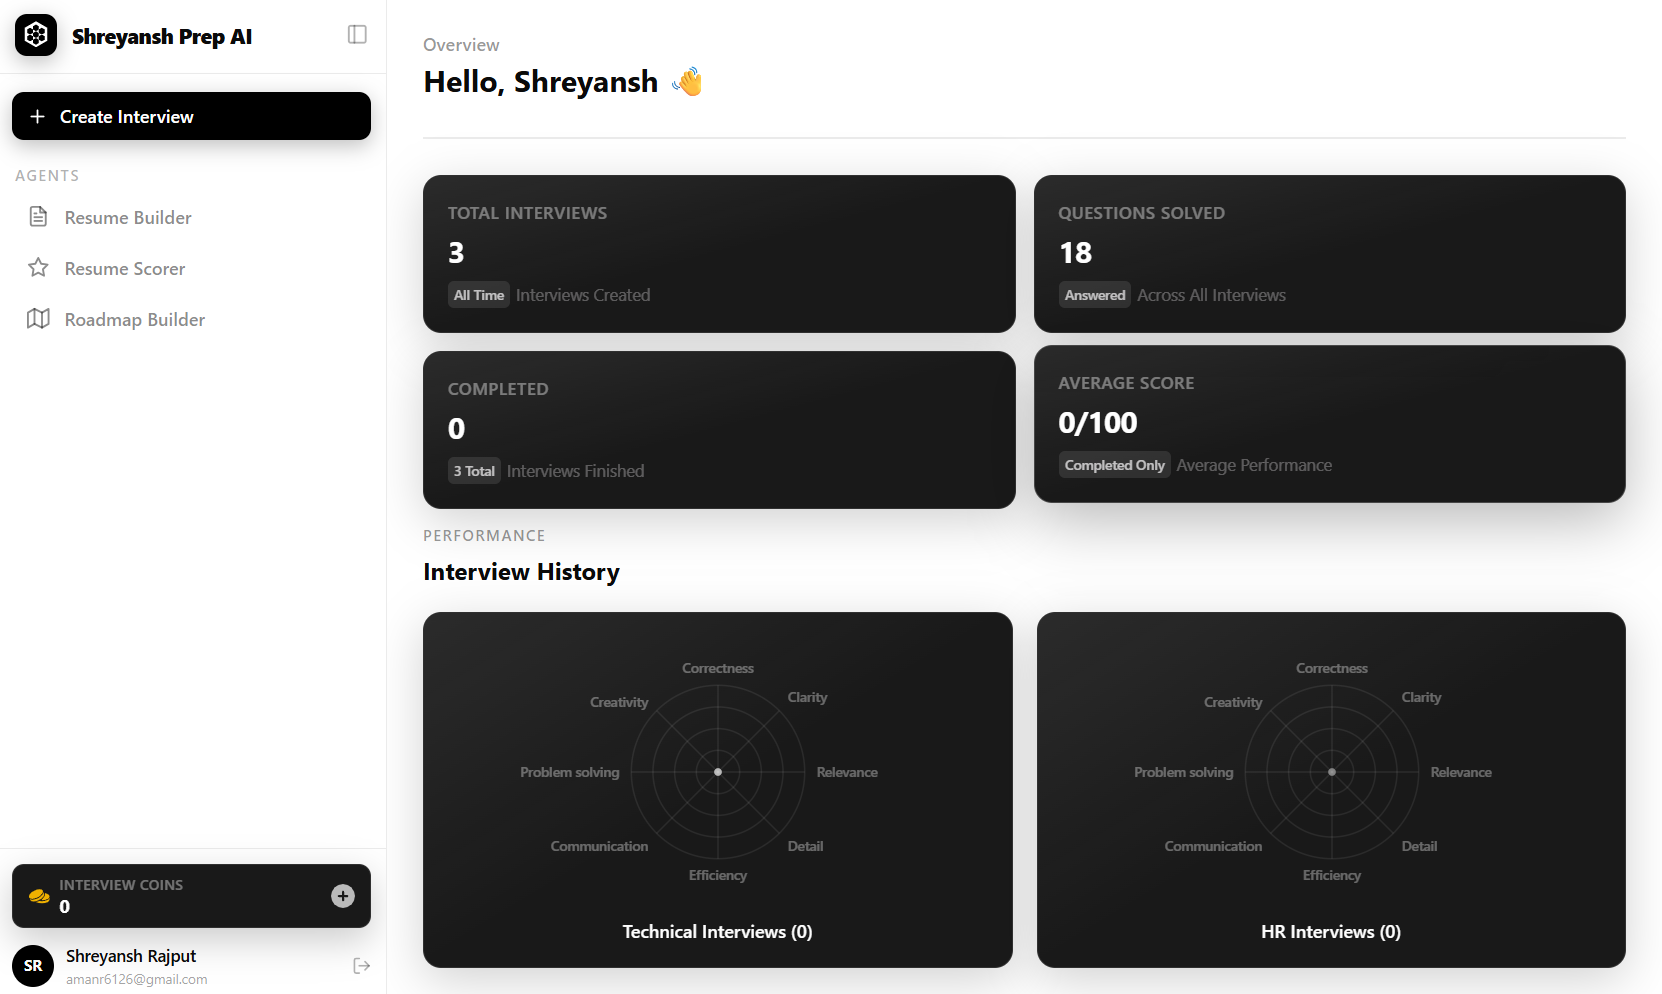 Shreyansh Prep AI
Create Interview
AGENTS
Resume Builder
Resume Scorer
Roadmap Builder
INTERVIEW COINS
0
SR
Shreyansh Rajput
amanr6126@gmail.com
Overview
Hello, Shreyansh 👋
TOTAL INTERVIEWS
3
All Time Interviews Created
QUESTIONS SOLVED
18
Answered Across All Interviews
COMPLETED
0
3 Total Interviews Finished
AVERAGE SCORE
0/100
Completed Only Average Performance
PERFORMANCE
Interview History
Correctness
Clarity
Creativity
Problem solving
Relevance
Communication
Detail
Efficiency
Technical Interviews (0)
Correctness
Clarity
Creativity
Problem solving
Relevance
Communication
Detail
Efficiency
HR Interviews (0)